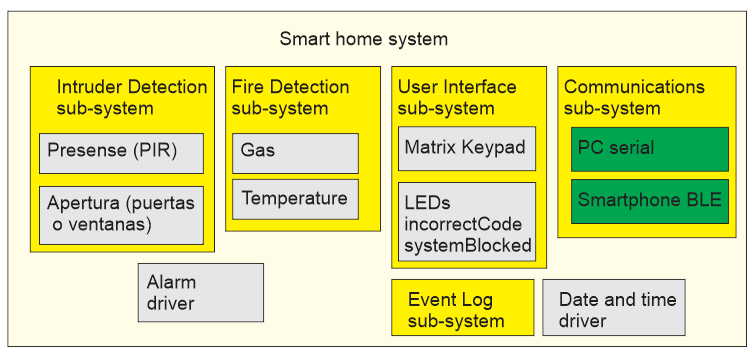 Smart home system
Intruder Detection
sub-system
Presense (PIR)
Apertura (puertas
o ventanas)
Fire Detection
sub-system
Gas
Temperature
User Interface
sub-system
Matrix Keypad
LEDs
incorrectCode
systemBlocked
Communications
sub-system
PC serial
Smartphone BLE
Alarm
driver
Event Log
sub-system
Date and time
driver